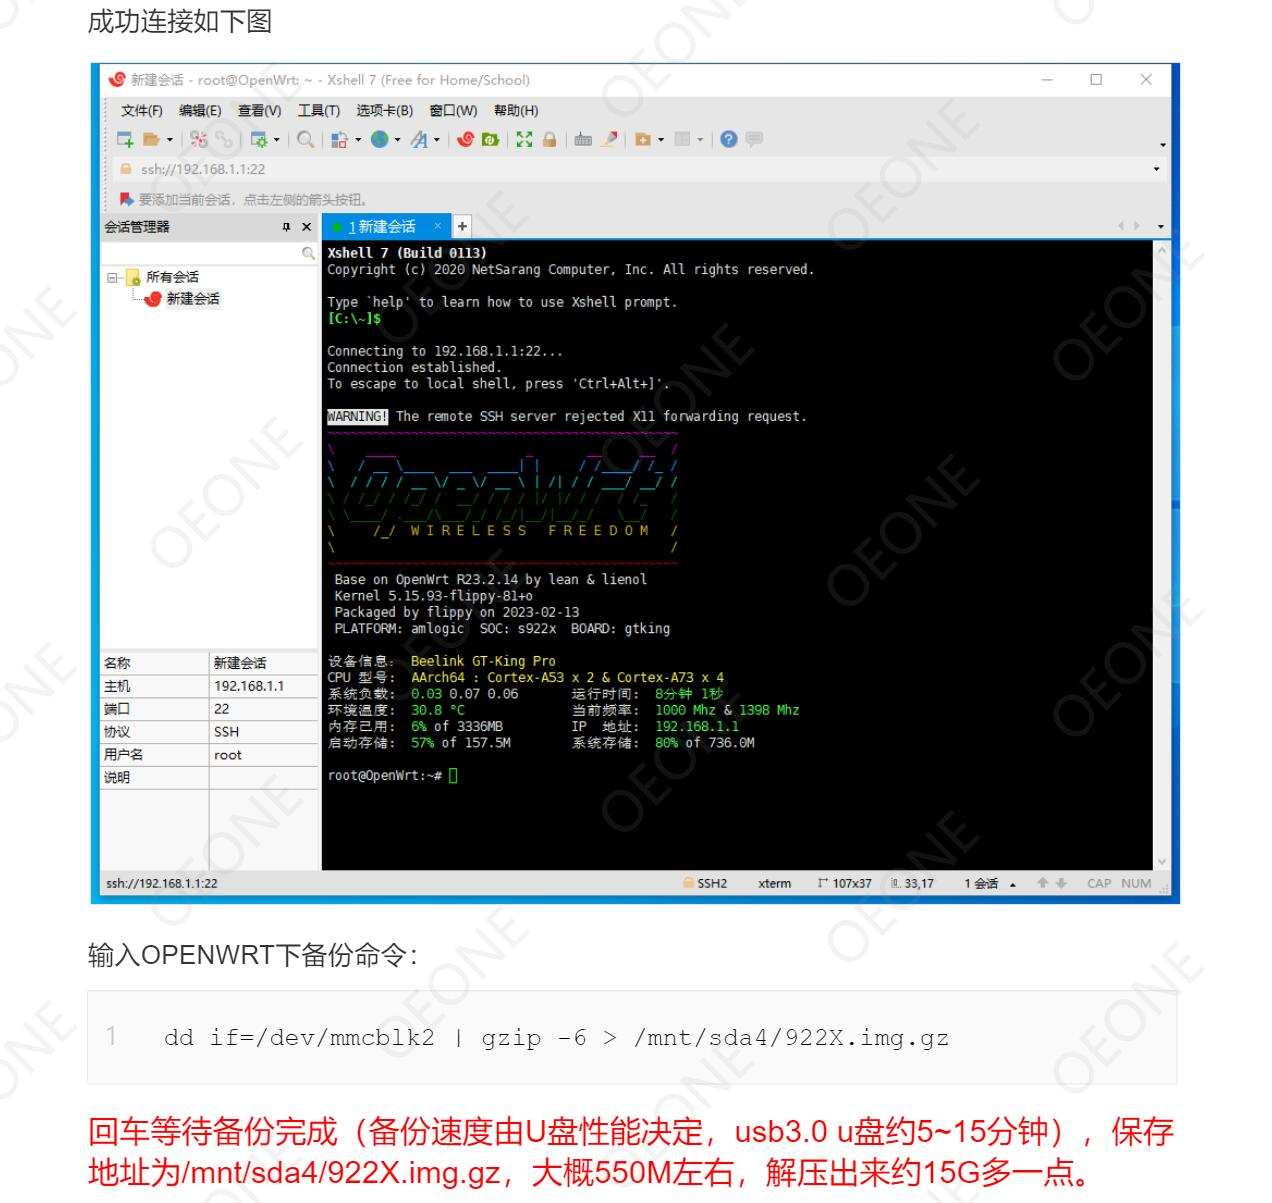 成功连接如下图
新建会话 - root@OpenWrt: ~ - Xshell 7 (Free for Home/School)
文件(F) 编辑(E) 查看(V) 工具(T) 选项卡(B) 窗口(W) 帮助(H)
ssh://192.168.1.1:22
要添加当前会话，点击左侧的箭头按钮。
会话管理器
1 新建会话
所有会话
新建会话
Xshell 7 (Build 0113)
Copyright (c) 2020 NetSarang Computer, Inc. All rights reserved.
Type `help' to learn how to use Xshell prompt.
[C:\~]$
Connecting to 192.168.1.1:22...
Connection established.
To escape to local shell, press 'Ctrl+Alt+]'.
WARNING! The remote SSH server rejected X11 forwarding request.
OpenWrt
WIRELESS FREEDOM
Base on OpenWrt R23.2.14 by lean & lienol
Kernel 5.15.93-flippy-81+o
Packaged by flippy on 2023-02-13
PLATFORM: amlogic SOC: s922x BOARD: gtking
设备信息: Beelink GT-King Pro
CPU 型号: AArch64 : Cortex-A53 x 2 & Cortex-A73 x 4
系统负载: 0.03 0.07 0.06 运行时间: 8分钟 1秒
环境温度: 30.8 °C 当前频率: 1000 Mhz & 1398 Mhz
内存已用: 6% of 3336MB IP 地址: 192.168.1.1
启动存储: 57% of 157.5M 系统存储: 80% of 736.0M
root@OpenWrt:~#
名称 新建会话
主机 192.168.1.1
端口 22
协议 SSH
用户名 root
说明
ssh://192.168.1.1:22 SSH2 xterm 107x37 33,17 1 会话 CAP NUM
输入OPENWRT下备份命令：
1 dd if=/dev/mmcblk2 | gzip -6 > /mnt/sda4/922X.img.gz
回车等待备份完成（备份速度由U盘性能决定，usb3.0 u盘约5~15分钟），保存
地址为/mnt/sda4/922X.img.gz，大概550M左右，解压出来约15G多一点。
OEONE